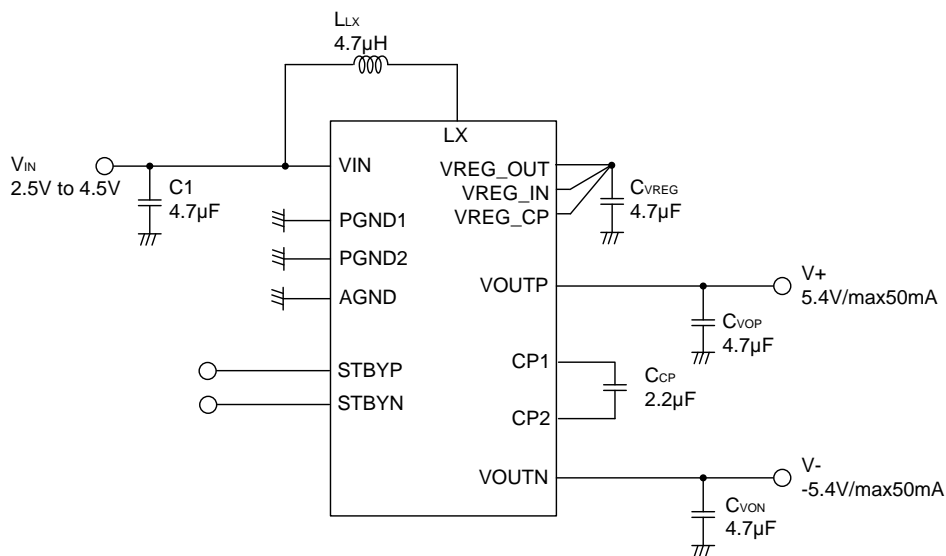 LLX
4.7µH
LX
VIN
2.5V to 4.5V
C1
4.7µF
VIN
PGND1
PGND2
AGND
STBYP
STBYN
VREG_OUT
VREG_IN
VREG_CP
CVREG
4.7µF
VOUTP
V+
5.4V/max50mA
CVOP
4.7µF
CP1
CP2
CCP
2.2µF
VOUTN
V-
-5.4V/max50mA
CVON
4.7µF